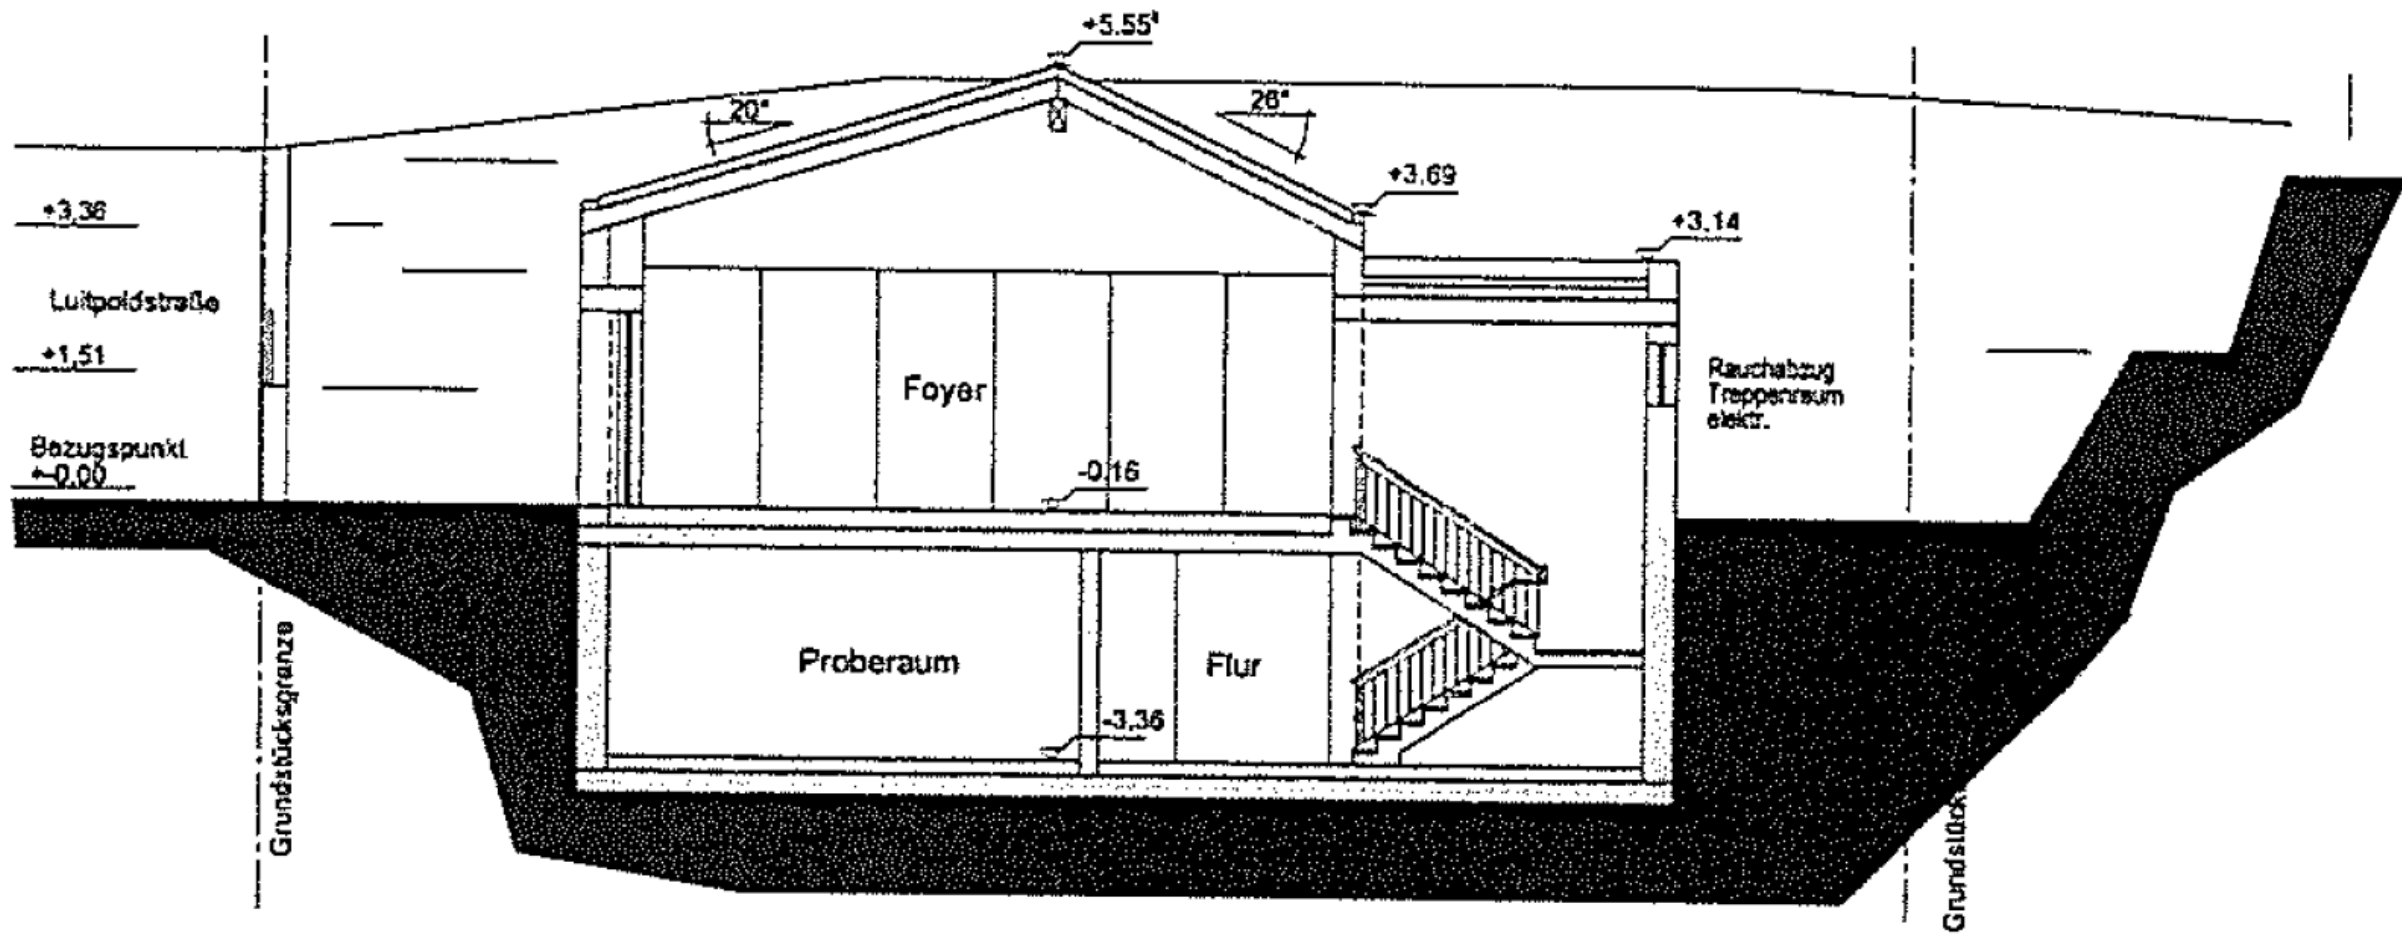 +5.55
20°
26°
+3.69
+3,36
+3,14
Luitpoldstraße
+1,51
Rauchabzug
Treppenraum
elektr.
Foyer
Bezugspunkt
+-0,00
-0,16
Proberaum
Flur
-3,36
Grundstücksgrenze
Grundstück